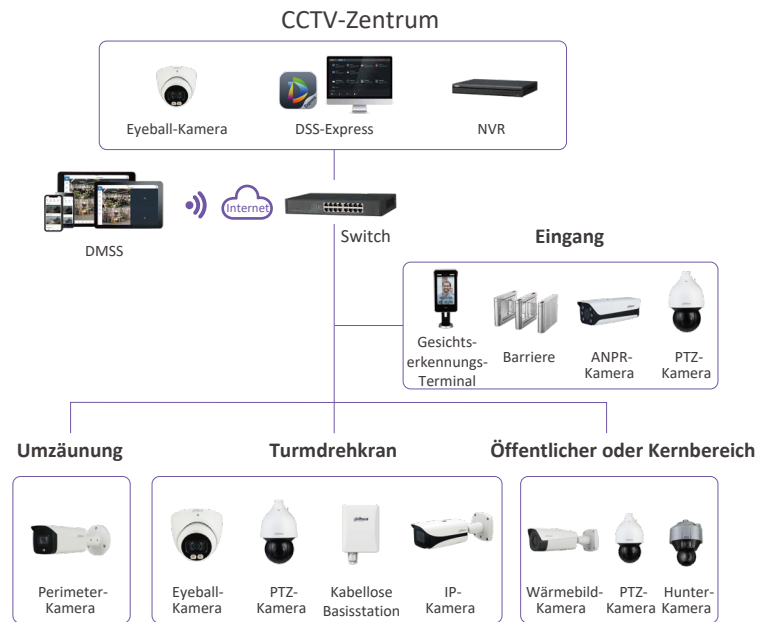 CCTV-Zentrum
Eyeball-Kamera
DSS-Express
NVR
Internet
DMSS
Switch
Eingang
Gesichts-
erkennungs-
Terminal
Barriere
ANPR-
Kamera
PTZ-
Kamera
Umzäunung
Turmdrehkran
Öffentlicher oder Kernbereich
Perimeter-
Kamera
Eyeball-
Kamera
PTZ-
Kamera
Kabellose
Basisstation
IP-
Kamera
Wärmebild-
Kamera
PTZ-
Kamera
Hunter-
Kamera